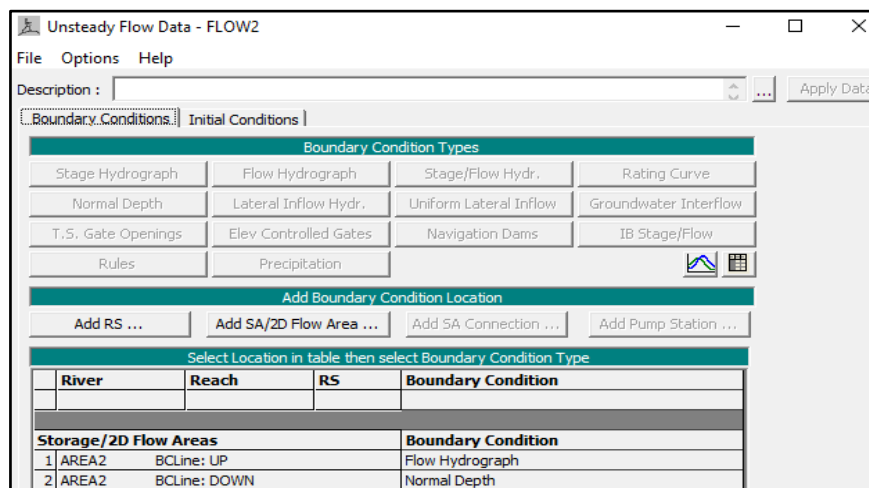 Unsteady Flow Data - FLOW2
File Options Help
Description : ... Apply Data
Boundary Conditions Initial Conditions
Boundary Condition Types
Stage Hydrograph Flow Hydrograph Stage/Flow Hydr. Rating Curve
Normal Depth Lateral Inflow Hydr. Uniform Lateral Inflow Groundwater Interflow
T.S. Gate Openings Elev Controlled Gates Navigation Dams IB Stage/Flow
Rules Precipitation
Add Boundary Condition Location
Add RS ... Add SA/2D Flow Area ... Add SA Connection ... Add Pump Station ...
Select Location in table then select Boundary Condition Type
River Reach RS Boundary Condition
Storage/2D Flow Areas Boundary Condition
1 AREA2 BCLine: UP Flow Hydrograph
2 AREA2 BCLine: DOWN Normal Depth